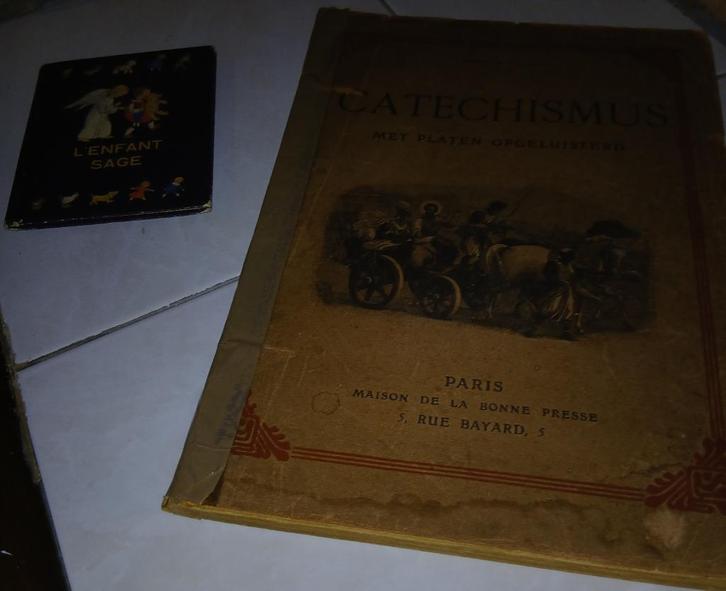 L'ENFANT
SAGE
CATECHISMUS
MET PLATEN OPGELUISTERD
PARIS
MAISON DE LA BONNE PRESSE
5, RUE BAYARD, 5